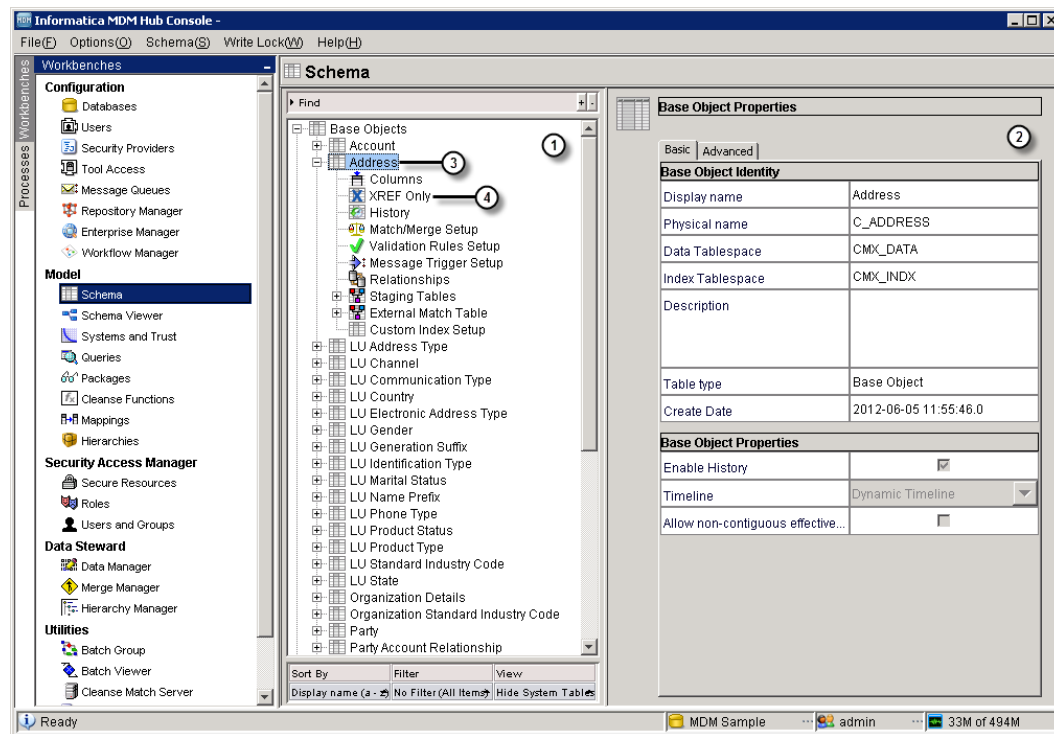 Informatica MDM Hub Console -
File(F) Options(O) Schema(S) Write Lock(W) Help(H)
Processes Workbenches
Workbenches
Configuration
Databases
Users
Security Providers
Tool Access
Message Queues
Repository Manager
Enterprise Manager
Workflow Manager
Model
Schema
Schema Viewer
Systems and Trust
Queries
Packages
Cleanse Functions
Mappings
Hierarchies
Security Access Manager
Secure Resources
Roles
Users and Groups
Data Steward
Data Manager
Merge Manager
Hierarchy Manager
Utilities
Batch Group
Batch Viewer
Cleanse Match Server
Schema
Find
+ -
1
Base Objects
Account
Address
3
Columns
XREF Only
4
History
Match/Merge Setup
Validation Rules Setup
Message Trigger Setup
Relationships
Staging Tables
External Match Table
Custom Index Setup
LU Address Type
LU Channel
LU Communication Type
LU Country
LU Electronic Address Type
LU Gender
LU Generation Suffix
LU Identification Type
LU Marital Status
LU Name Prefix
LU Phone Type
LU Product Status
LU Product Type
LU Standard Industry Code
LU State
Organization Details
Organization Standard Industry Code
Party
Party Account Relationship
Sort By Filter View
Display name (a - z) No Filter (All Items) Hide System Tables
Base Object Properties
2
Basic Advanced
Base Object Identity
Display name Address
Physical name C_ADDRESS
Data Tablespace CMX_DATA
Index Tablespace CMX_INDX
Description
Table type Base Object
Create Date 2012-06-05 11:55:46.0
Base Object Properties
Enable History
Timeline Dynamic Timeline
Allow non-contiguous effective...
Ready
MDM Sample
admin
33M of 494M